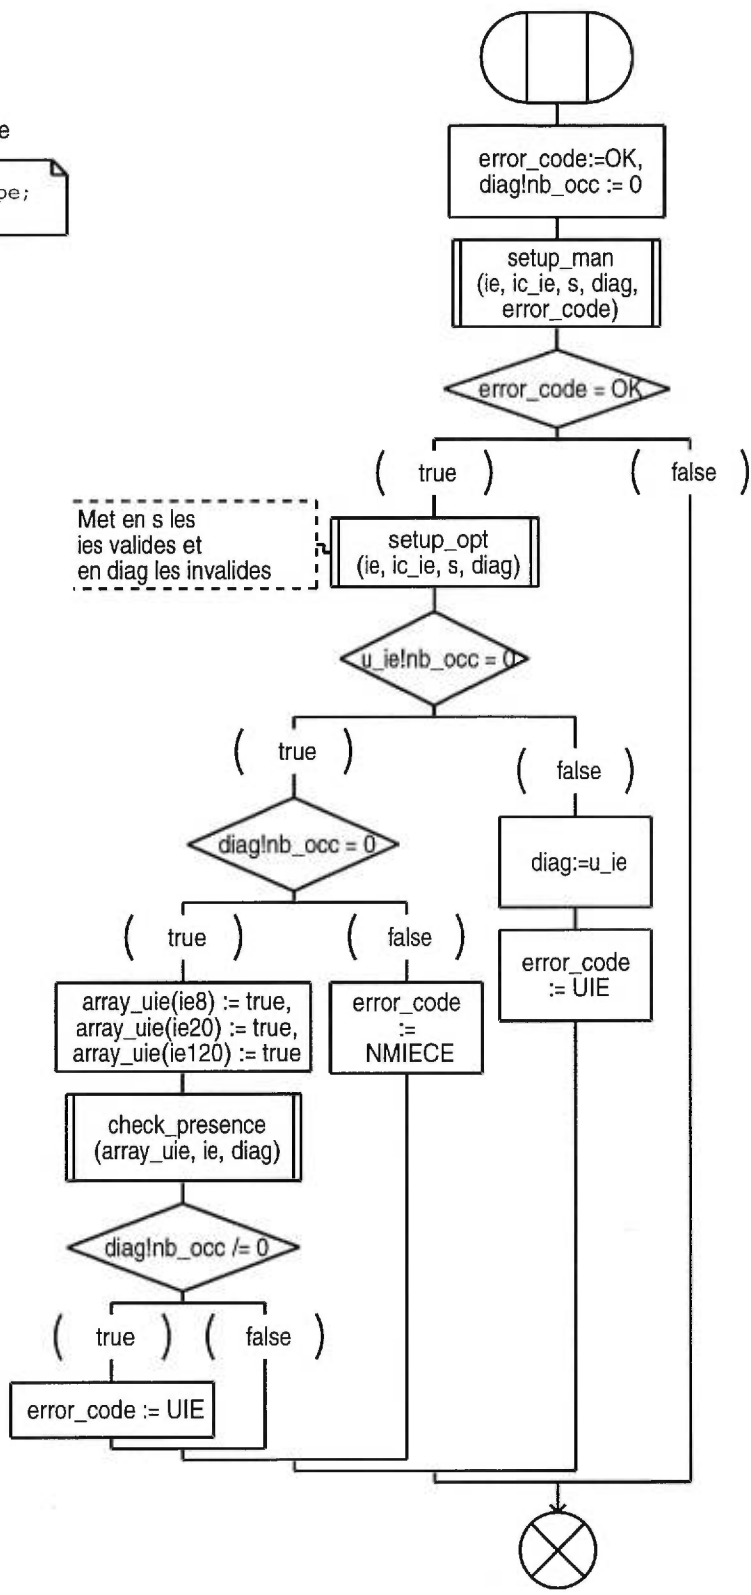 e
pe;
error_code:=OK,
diag!nb_occ := 0
setup_man
(ie, ic_ie, s, diag,
error_code)
error_code = OK
( true )
( false )
Met en s les
ies valides et
en diag les invalides
setup_opt
(ie, ic_ie, s, diag)
u_ie!nb_occ = 0
( true )
( false )
diag!nb_occ = 0
diag:=u_ie
( true )
( false )
error_code
:= UIE
array_uie(ie8) := true,
array_uie(ie20) := true,
array_uie(ie120) := true
error_code
:=
NMIECE
check_presence
(array_uie, ie, diag)
diag!nb_occ /= 0
( true )
( false )
error_code := UIE